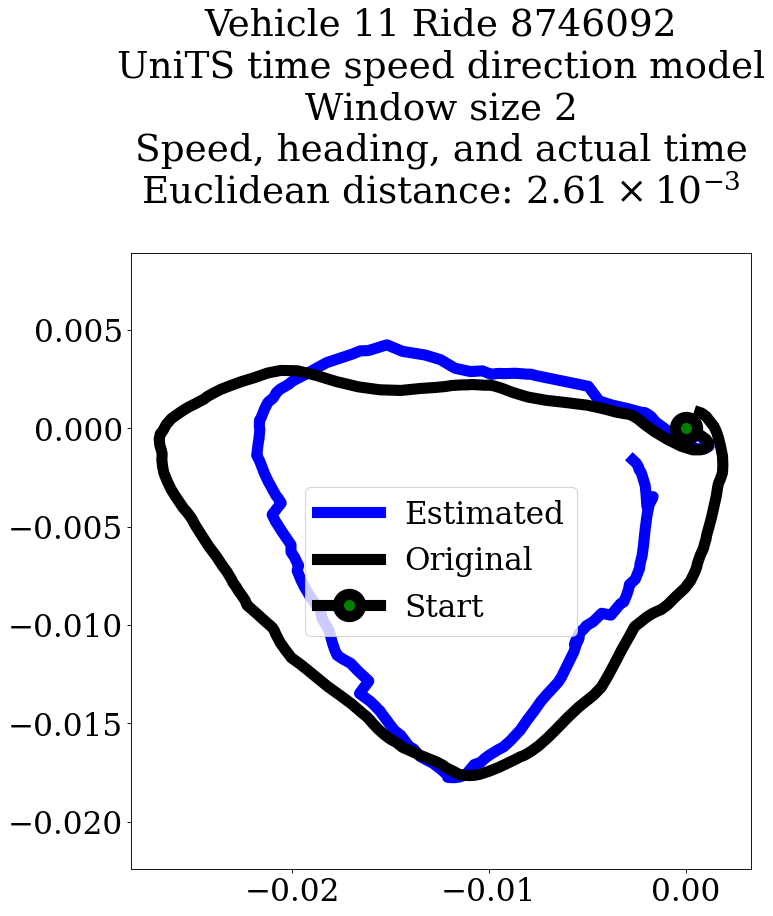 Vehicle 11 Ride 8746092
UniTS time speed direction model
Window size 2
Speed, heading, and actual time
Euclidean distance: 2.61 × 10⁻³
0.005
0.000
−0.005
−0.010
−0.015
−0.020
Estimated
Original
Start
−0.02
−0.01
0.00